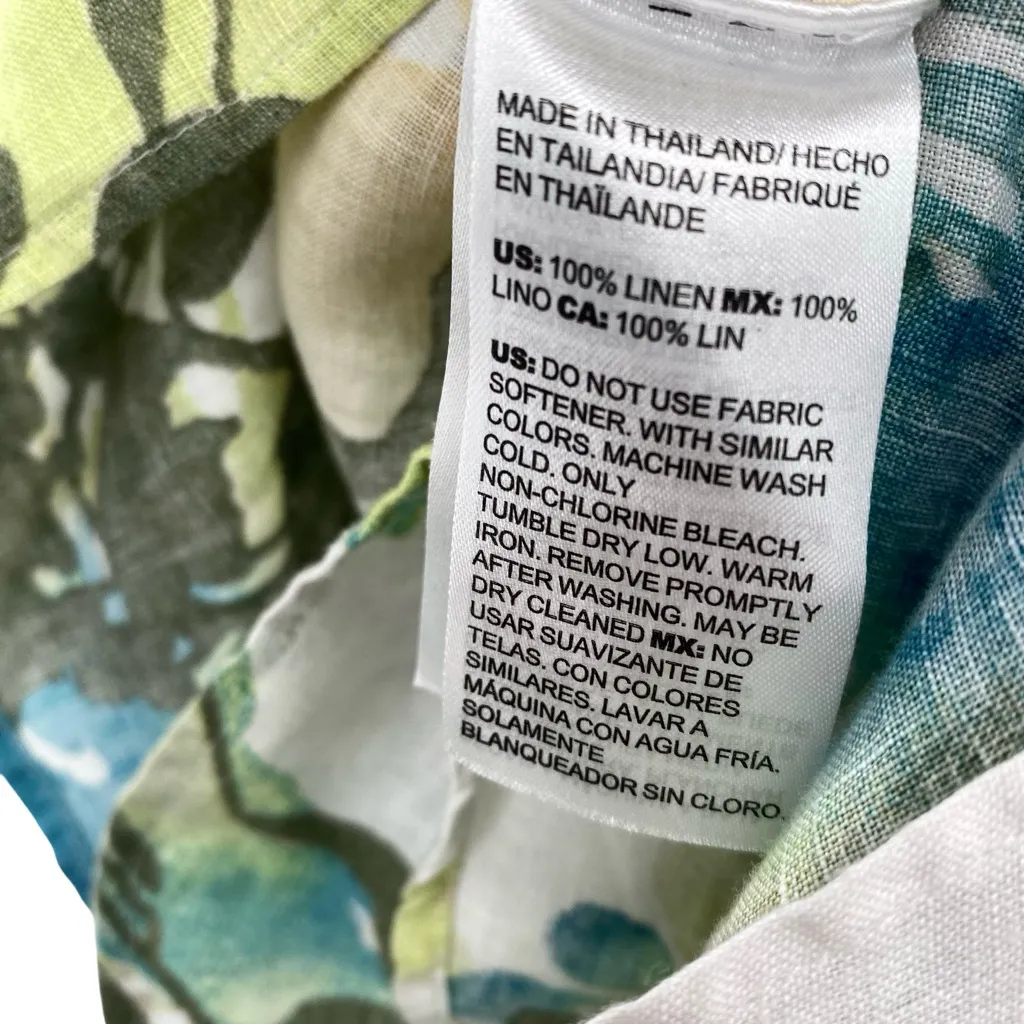 MADE IN THAILAND/ HECHO
EN TAILANDIA/ FABRIQUÉ
EN THAÏLANDE
US: 100% LINEN MX: 100%
LINO CA: 100% LIN
US: DO NOT USE FABRIC
SOFTENER. WITH SIMILAR
COLORS. MACHINE WASH
COLD. ONLY
NON-CHLORINE BLEACH.
TUMBLE DRY LOW. WARM
IRON. REMOVE PROMPTLY
AFTER WASHING. MAY BE
DRY CLEANED MX: NO
USAR SUAVIZANTE DE
TELAS. CON COLORES
SIMILARES. LAVAR A
MÁQUINA CON AGUA FRÍA.
SOLAMENTE
BLANQUEADOR SIN CLORO.